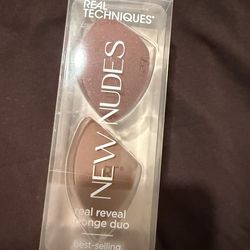 REAL
TECHNIQUES®
NEW NUDES
real reveal
sponge duo
best-selling